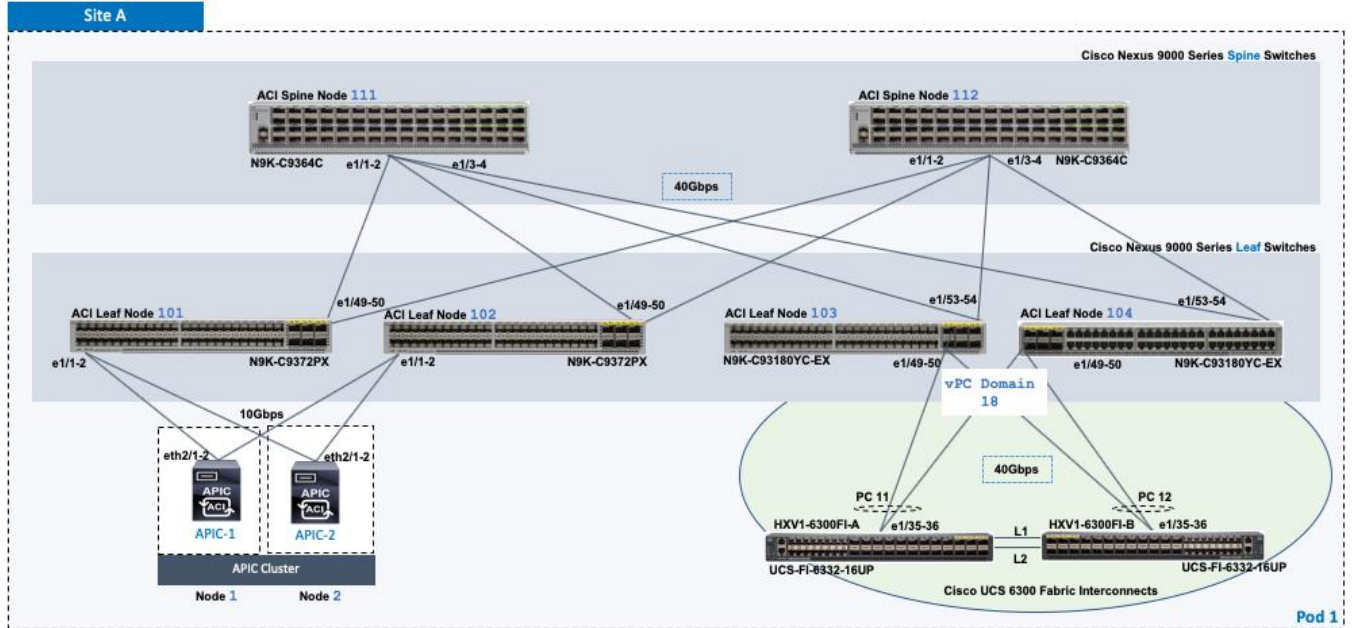 Site A
Cisco Nexus 9000 Series Spine Switches
ACI Spine Node 111
ACI Spine Node 112
N9K-C9364C
e1/1-2
e1/3-4
e1/1-2
e1/3-4
N9K-C9364C
40Gbps
Cisco Nexus 9000 Series Leaf Switches
e1/49-50
e1/49-50
e1/53-54
e1/53-54
ACI Leaf Node 101
ACI Leaf Node 102
ACI Leaf Node 103
ACI Leaf Node 104
e1/1-2
N9K-C9372PX
e1/1-2
N9K-C9372PX
N9K-C93180YC-EX
e1/49-50
e1/49-50
N9K-C93180YC-EX
vPC Domain
18
10Gbps
eth2/1-2
eth2/1-2
APIC
ACI
APIC-1
APIC
ACI
APIC-2
APIC Cluster
Node 1
Node 2
40Gbps
PC 11
PC 12
HXV1-6300FI-A
e1/35-36
L1
L2
HXV1-6300FI-B
e1/35-36
UCS-FI-6332-16UP
UCS-FI-6332-16UP
Cisco UCS 6300 Fabric Interconnects
Pod 1